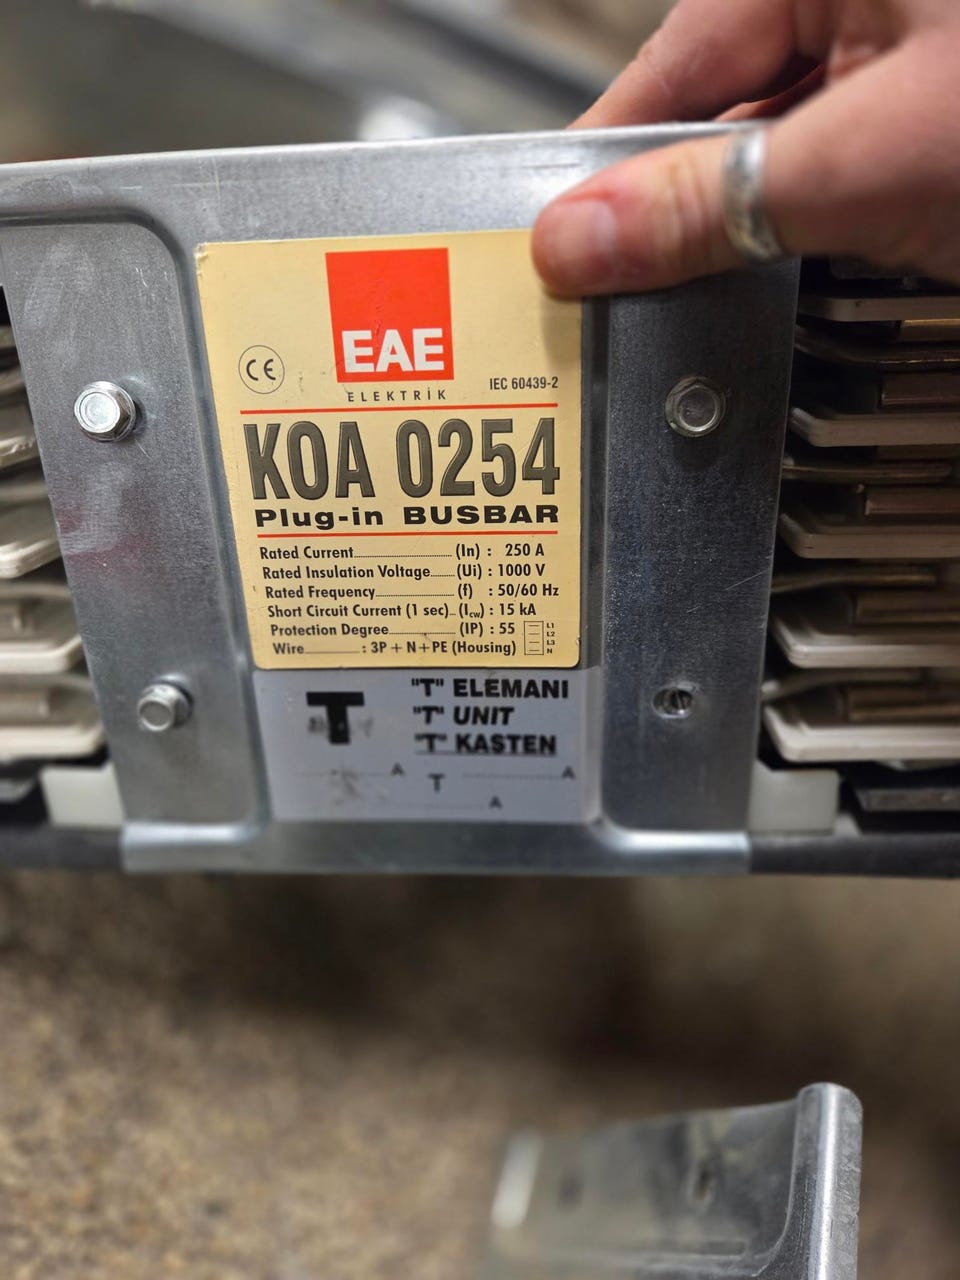 EAE
CE
ELEKTRİK
IEC 60439-2
KOA 0254
Plug-in BUSBAR
Rated Current (In) : 250 A
Rated Insulation Voltage (Ui) : 1000 V
Rated Frequency (f) : 50/60 Hz
Short Circuit Current (1 sec) (Icw) : 15 kA
Protection Degree (IP) : 55
Wire : 3P + N + PE (Housing)
L1
L2
L3
N
T
"T" ELEMANI
"T" UNIT
"T" KASTEN
A T A
A